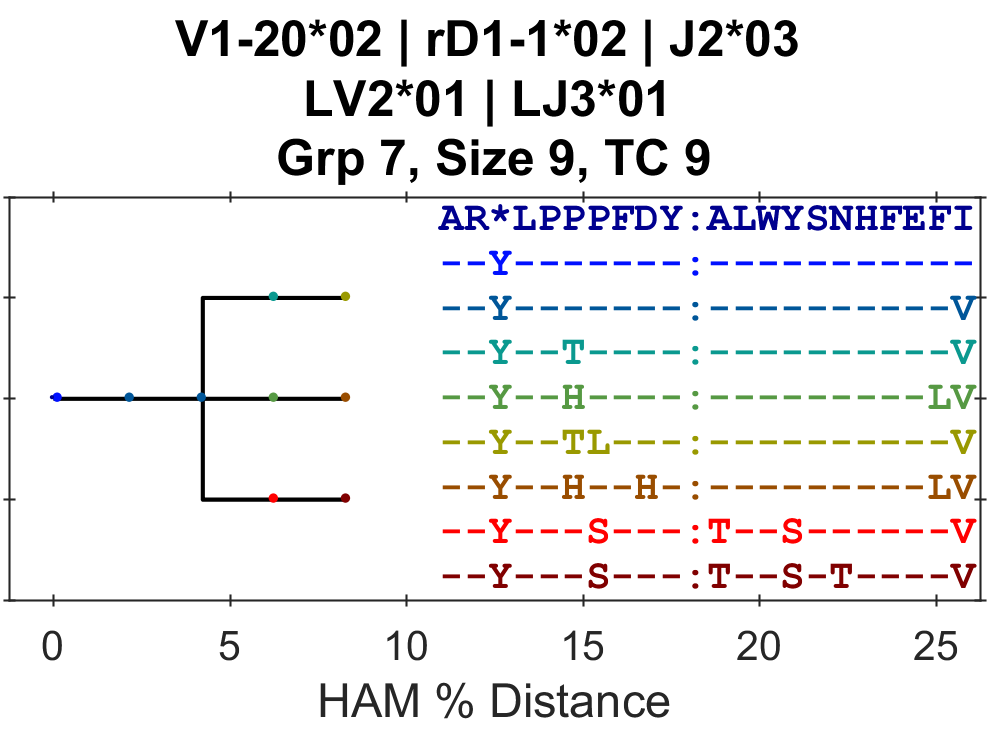 V1-20*02 | rD1-1*02 | J2*03
LV2*01 | LJ3*01
Grp 7, Size 9, TC 9
AR*LPPPFDY:ALWYSNHFEFI
--Y-------:-----------
--Y-------:----------V
--Y--T----:----------V
--Y--H----:---------LV
--Y--TL---:----------V
--Y--H--H-:---------LV
--Y---S---:T--S------V
--Y---S---:T--S-T----V
0 5 10 15 20 25
HAM % Distance